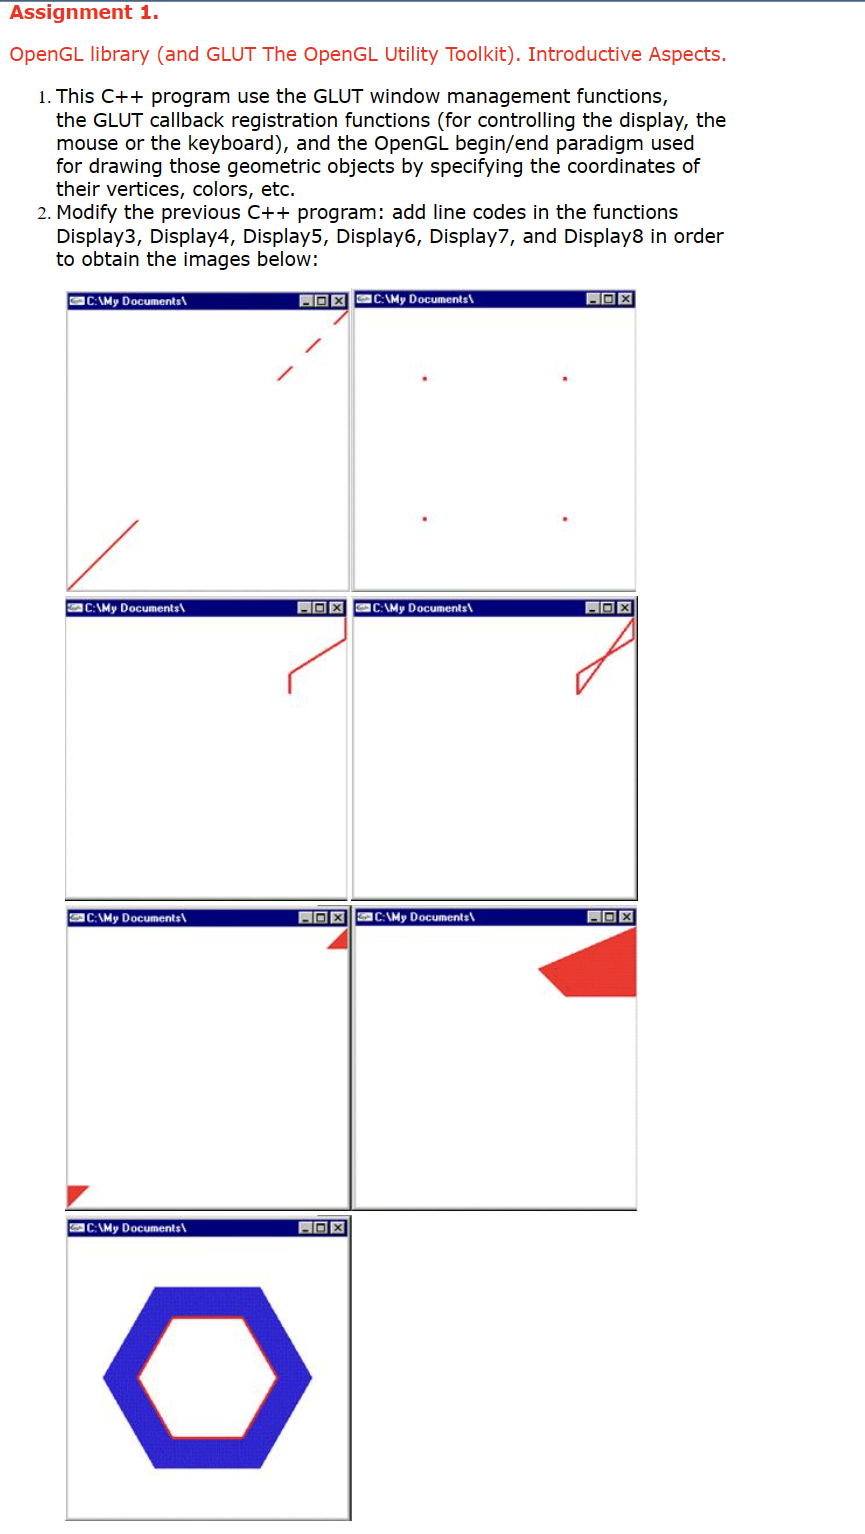 Assignment 1.
OpenGL library (and GLUT The OpenGL Utility Toolkit). Introductive Aspects.
1. This C++ program use the GLUT window management functions,
the GLUT callback registration functions (for controlling the display, the
mouse or the keyboard), and the OpenGL begin/end paradigm used
for drawing those geometric objects by specifying the coordinates of
their vertices, colors, etc.
2. Modify the previous C++ program: add line codes in the functions
Display3, Display4, Display5, Display6, Display7, and Display8 in order
to obtain the images below:
C:\My Documents\
C:\My Documents\
C:\My Documents\
C:\My Documents\
C:\My Documents\
C:\My Documents\
C:\My Documents\